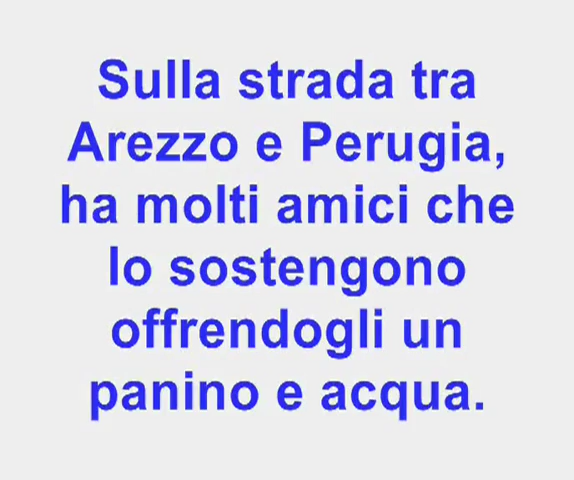 Sulla strada tra
Arezzo e Perugia,
ha molti amici che
lo sostengono
offrendogli un
panino e acqua.